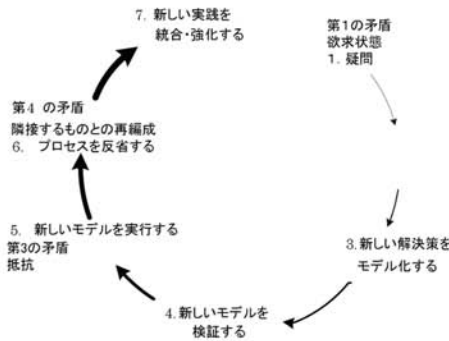 第1の矛盾
欲求状態
1. 疑問
3.新しい解決策を
モデル化する
4.新しいモデルを
検証する
5. 新しいモデルを実行する
第3の矛盾
抵抗
第4 の矛盾
隣接するものとの再編成
6. プロセスを反省する
7. 新しい実践を
統合・強化する